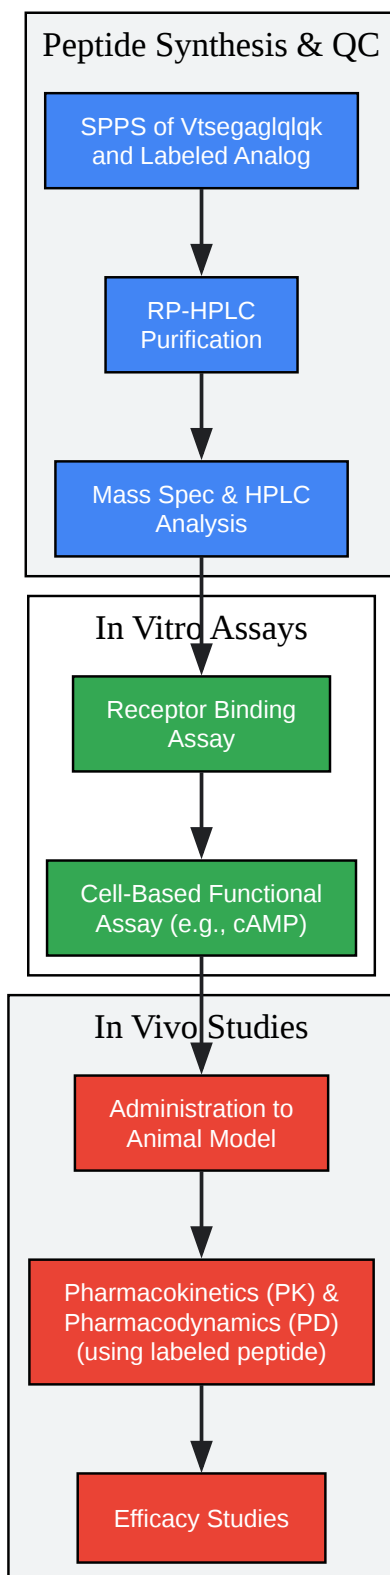 Peptide Synthesis & QC
SPPS of Vtsegaglqlqk
and Labeled Analog
RP-HPLC
Purification
Mass Spec & HPLC
Analysis
In Vitro Assays
Receptor Binding
Assay
Cell-Based Functional
Assay (e.g., cAMP)
In Vivo Studies
Administration to
Animal Model
Pharmacokinetics (PK) &
Pharmacodynamics (PD)
(using labeled peptide)
Efficacy Studies